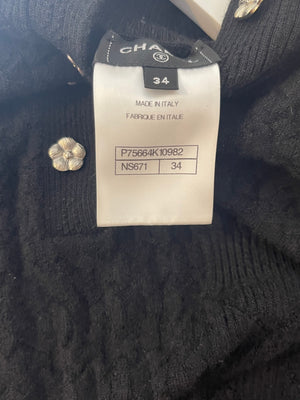 CHANEL
34
MADE IN ITALY
FABRIQUE EN ITALIE
P75664K10982
NS671 34